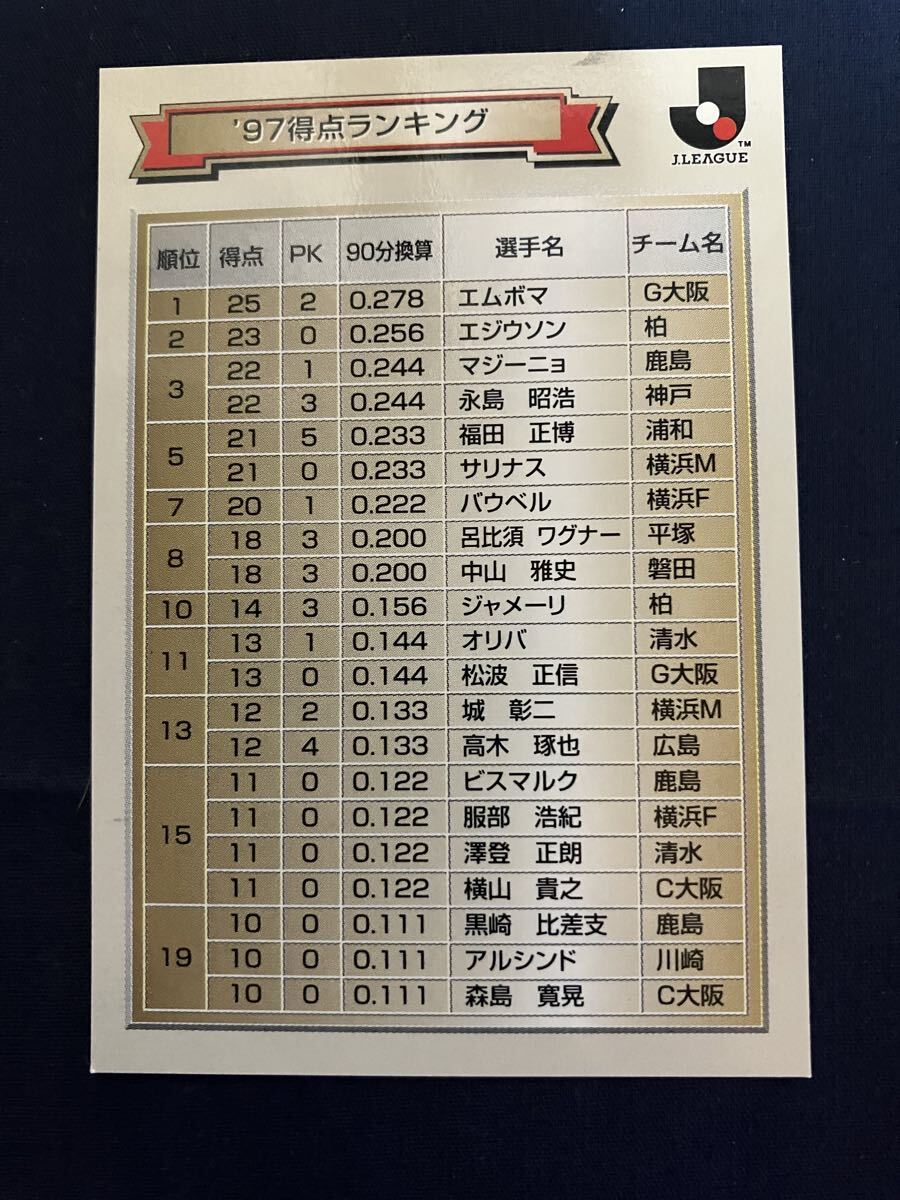 '97得点ランキング
TM
J.LEAGUE
順位 得点 PK 90分換算 選手名 チーム名
1 25 2 0.278 エムボマ G大阪
2 23 0 0.256 エジウソン 柏
3 22 1 0.244 マジーニョ 鹿島
22 3 0.244 永島 昭浩 神戸
5 21 5 0.233 福田 正博 浦和
21 0 0.233 サリナス 横浜M
7 20 1 0.222 バウベル 横浜F
8 18 3 0.200 呂比須 ワグナー 平塚
18 3 0.200 中山 雅史 磐田
10 14 3 0.156 ジャメーリ 柏
11 13 1 0.144 オリバ 清水
13 0 0.144 松波 正信 G大阪
13 12 2 0.133 城 彰二 横浜M
12 4 0.133 高木 琢也 広島
15 11 0 0.122 ビスマルク 鹿島
11 0 0.122 服部 浩紀 横浜F
11 0 0.122 澤登 正朗 清水
11 0 0.122 横山 貴之 C大阪
19 10 0 0.111 黒崎 比差支 鹿島
10 0 0.111 アルシンド 川崎
10 0 0.111 森島 寛晃 C大阪